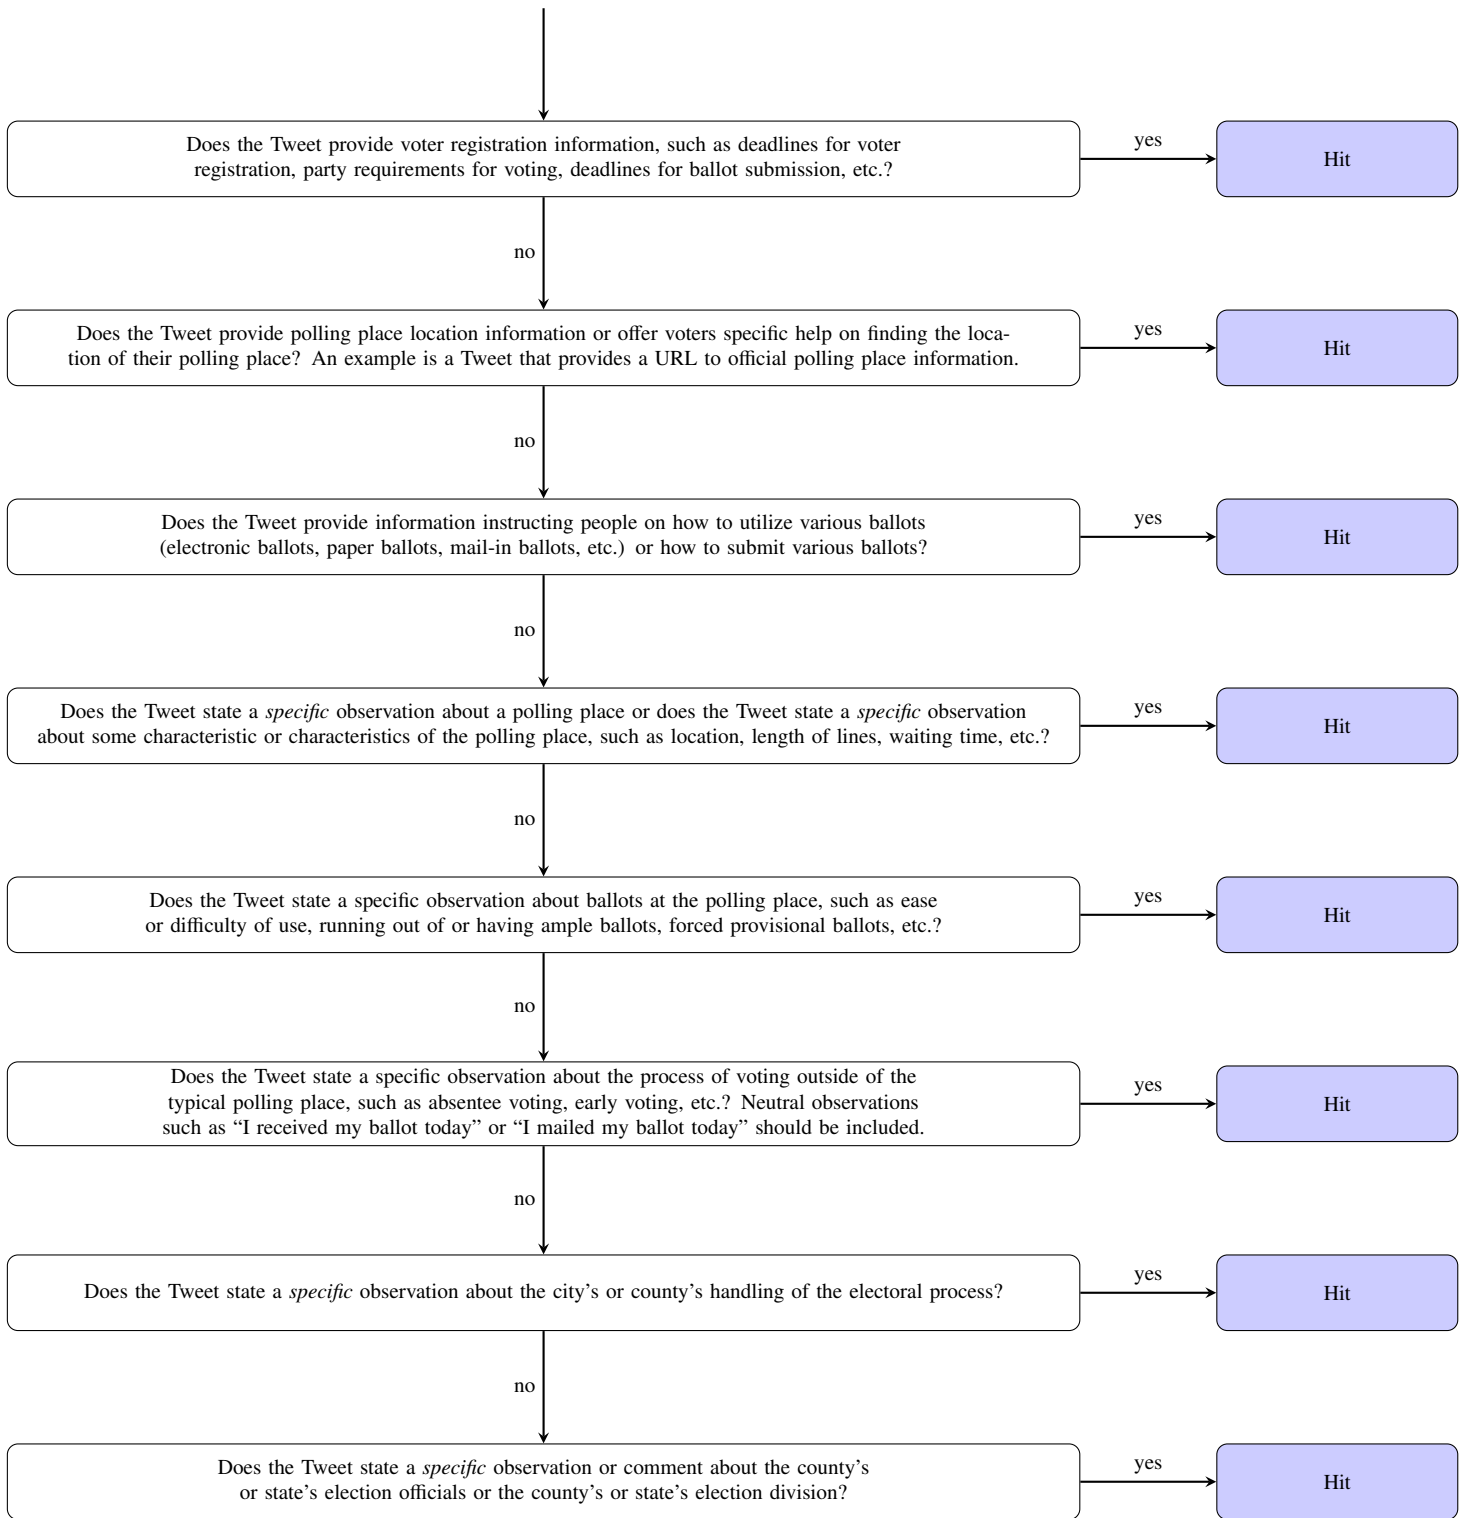 Does the Tweet provide voter registration information, such as deadlines for voter
registration, party requirements for voting, deadlines for ballot submission, etc.?
yes
Hit
no
Does the Tweet provide polling place location information or offer voters specific help on finding the loca-
tion of their polling place? An example is a Tweet that provides a URL to official polling place information.
yes
Hit
no
Does the Tweet provide information instructing people on how to utilize various ballots
(electronic ballots, paper ballots, mail-in ballots, etc.) or how to submit various ballots?
yes
Hit
no
Does the Tweet state a specific observation about a polling place or does the Tweet state a specific observation
about some characteristic or characteristics of the polling place, such as location, length of lines, waiting time, etc.?
yes
Hit
no
Does the Tweet state a specific observation about ballots at the polling place, such as ease
or difficulty of use, running out of or having ample ballots, forced provisional ballots, etc.?
yes
Hit
no
Does the Tweet state a specific observation about the process of voting outside of the
typical polling place, such as absentee voting, early voting, etc.? Neutral observations
such as “I received my ballot today” or “I mailed my ballot today” should be included.
yes
Hit
no
Does the Tweet state a specific observation about the city’s or county’s handling of the electoral process?
yes
Hit
no
Does the Tweet state a specific observation or comment about the county’s
or state’s election officials or the county’s or state’s election division?
yes
Hit